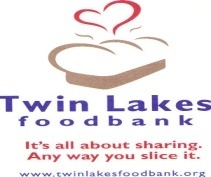 Twin Lakes
foodbank
It's all about sharing.
Any way you slice it.
www.twinlakesfoodbank.org